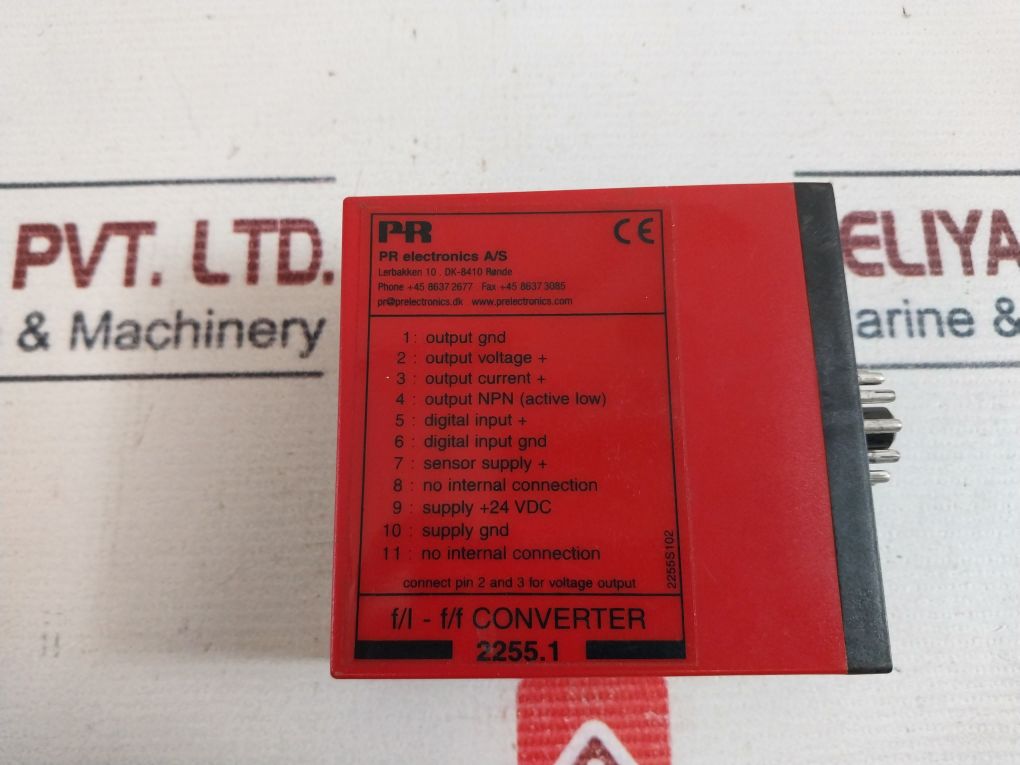 PVT. LTD.
& Machinery
ELIYA
arine &
PR
CE
PR electronics A/S
Lerbakken 10 . DK-8410 Rønde
Phone +45 8637 2677 Fax +45 8637 3085
pr@prelectronics.dk www.prelectronics.com
1 : output gnd
2 : output voltage +
3 : output current +
4 : output NPN (active low)
5 : digital input +
6 : digital input gnd
7 : sensor supply +
8 : no internal connection
9 : supply +24 VDC
10 : supply gnd
11 : no internal connection
connect pin 2 and 3 for voltage output
2255S102
f/I - f/f CONVERTER
2255.1